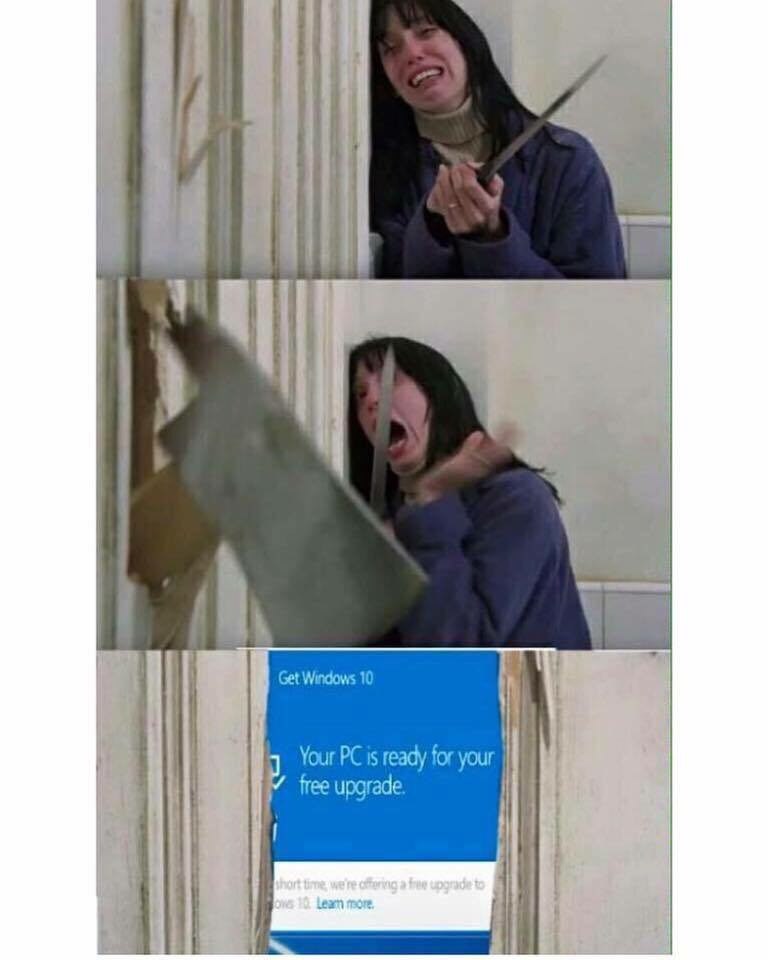 Get Windows 10
Your PC is ready for your
free upgrade.
short time, we're offering a free upgrade to
ows 10. Learn more.